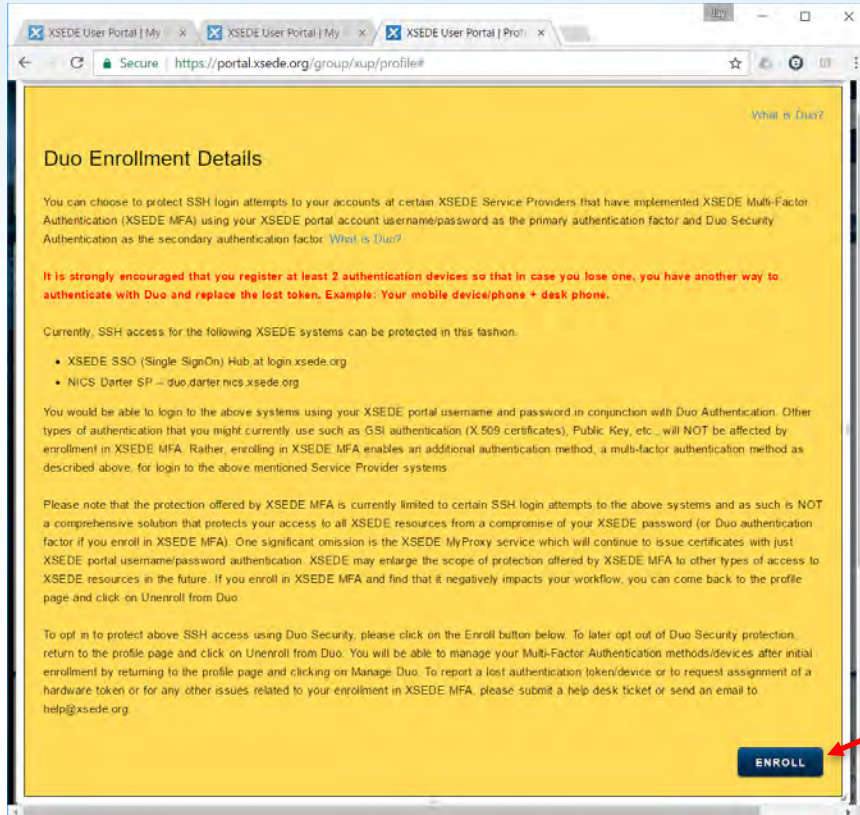 XSEDE User Portal | My
XSEDE User Portal | My
XSEDE User Portal | Prof
Secure https://portal.xsede.org/group/xup/profile#
What is Duo?
Duo Enrollment Details
You can choose to protect SSH login attempts to your accounts at certain XSEDE Service Providers that have implemented XSEDE Multi-Factor
Authentication (XSEDE MFA) using your XSEDE portal account username/password as the primary authentication factor and Duo Security
Authentication as the secondary authentication factor. What is Duo?
It is strongly encouraged that you register at least 2 authentication devices so that in case you lose one, you have another way to
authenticate with Duo and replace the lost token. Example: Your mobile device/phone + desk phone.
Currently, SSH access for the following XSEDE systems can be protected in this fashion.
• XSEDE SSO (Single SignOn) Hub at login.xsede.org
• NICS Darter SP – duo.darter.nics.xsede.org
You would be able to login to the above systems using your XSEDE portal username and password in conjunction with Duo Authentication. Other
types of authentication that you might currently use such as GSI authentication (X.509 certificates), Public Key, etc., will NOT be affected by
enrollment in XSEDE MFA. Rather, enrolling in XSEDE MFA enables an additional authentication method, a multi-factor authentication method as
described above, for login to the above mentioned Service Provider systems
Please note that the protection offered by XSEDE MFA is currently limited to certain SSH login attempts to the above systems and as such is NOT
a comprehensive solution that protects your access to all XSEDE resources from a compromise of your XSEDE password (or Duo authentication
factor if you enroll in XSEDE MFA). One significant omission is the XSEDE MyProxy service which will continue to issue certificates with just
XSEDE portal username/password authentication. XSEDE may enlarge the scope of protection offered by XSEDE MFA to other types of access to
XSEDE resources in the future. If you enroll in XSEDE MFA and find that it negatively impacts your workflow, you can come back to the profile
page and click on Unenroll from Duo
To opt in to protect above SSH access using Duo Security, please click on the Enroll button below. To later opt out of Duo Security protection,
return to the profile page and click on Unenroll from Duo. You will be able to manage your Multi-Factor Authentication methods/devices after initial
enrollment by returning to the profile page and clicking on Manage Duo. To report a lost authentication token/device or to request assignment of a
hardware token or for any other issues related to your enrollment in XSEDE MFA, please submit a help desk ticket or send an email to
help@xsede.org
ENROLL